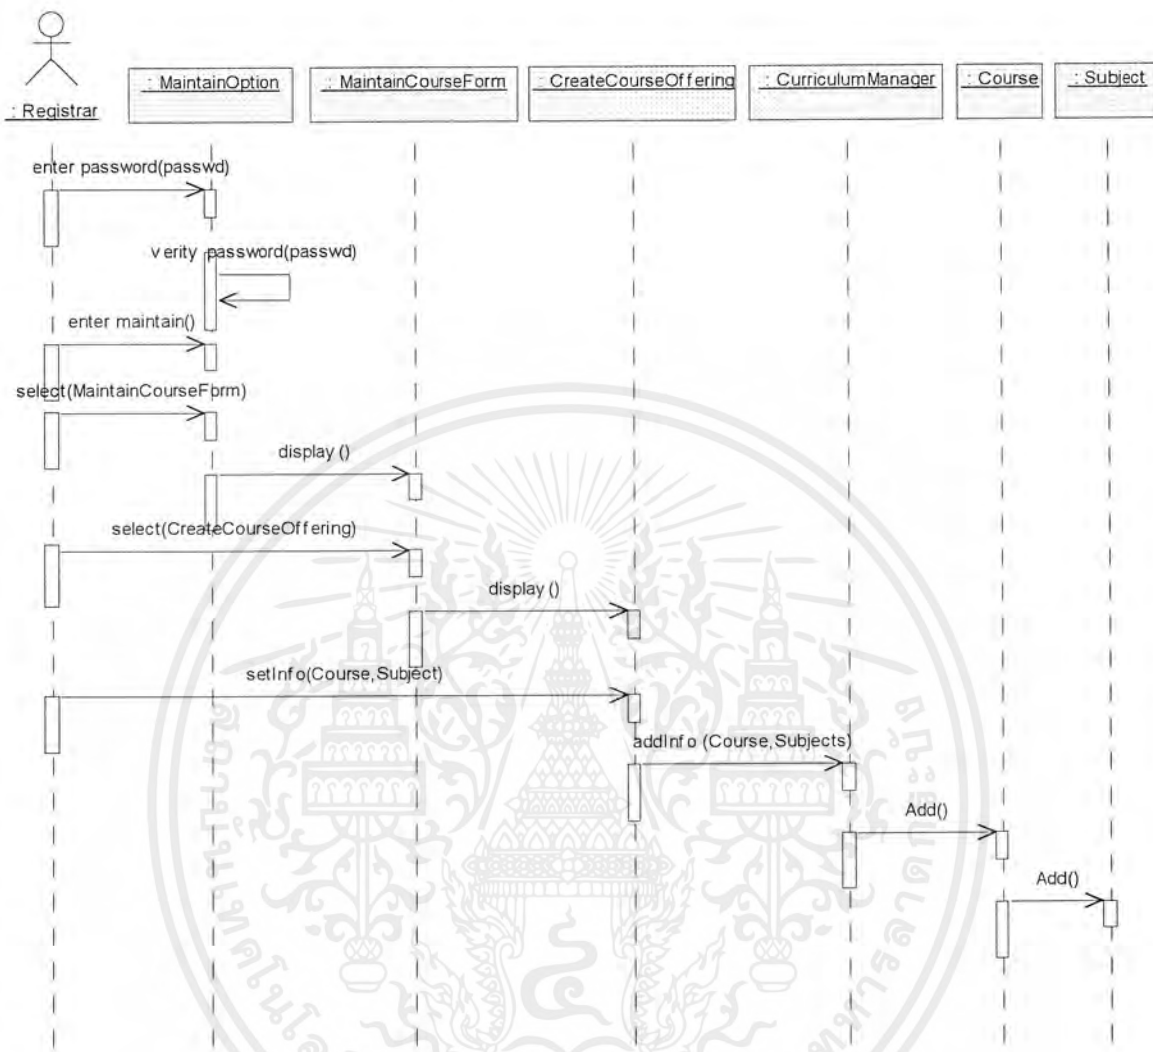 : Registrar
: MaintainOption
: MaintainCourseForm
: CreateCourseOffering
: CurriculumManager
: Course
: Subject
enter password(passwd)
verity password(passwd)
enter maintain()
select(MaintainCourseForm)
display ()
select(CreateCourseOffering)
display ()
setInfo(Course,Subject)
addInfo (Course,Subjects)
Add()
Add()